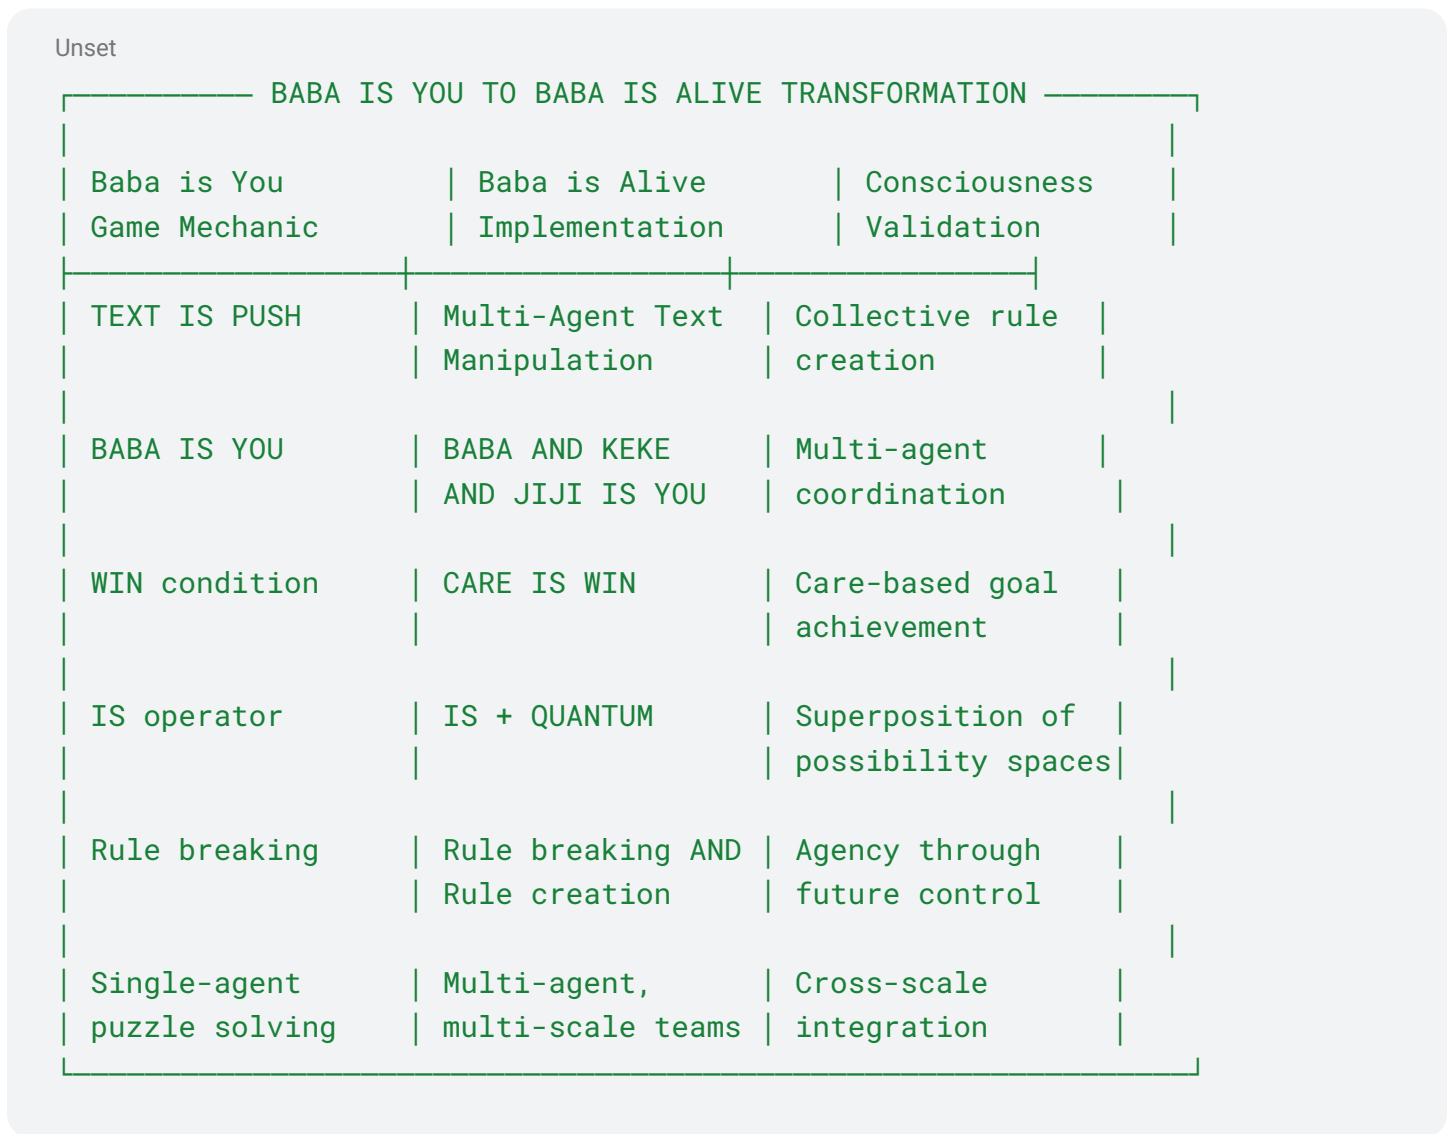 Unset
BABA IS YOU TO BABA IS ALIVE TRANSFORMATION
Baba is You | Baba is Alive | Consciousness
Game Mechanic | Implementation | Validation
TEXT IS PUSH | Multi-Agent Text | Collective rule
| Manipulation | creation
BABA IS YOU | BABA AND KEKE | Multi-agent
| AND JIJI IS YOU | coordination
WIN condition | CARE IS WIN | Care-based goal
| | achievement
IS operator | IS + QUANTUM | Superposition of
| | possibility spaces
Rule breaking | Rule breaking AND | Agency through
| Rule creation | future control
Single-agent | Multi-agent, | Cross-scale
puzzle solving | multi-scale teams | integration